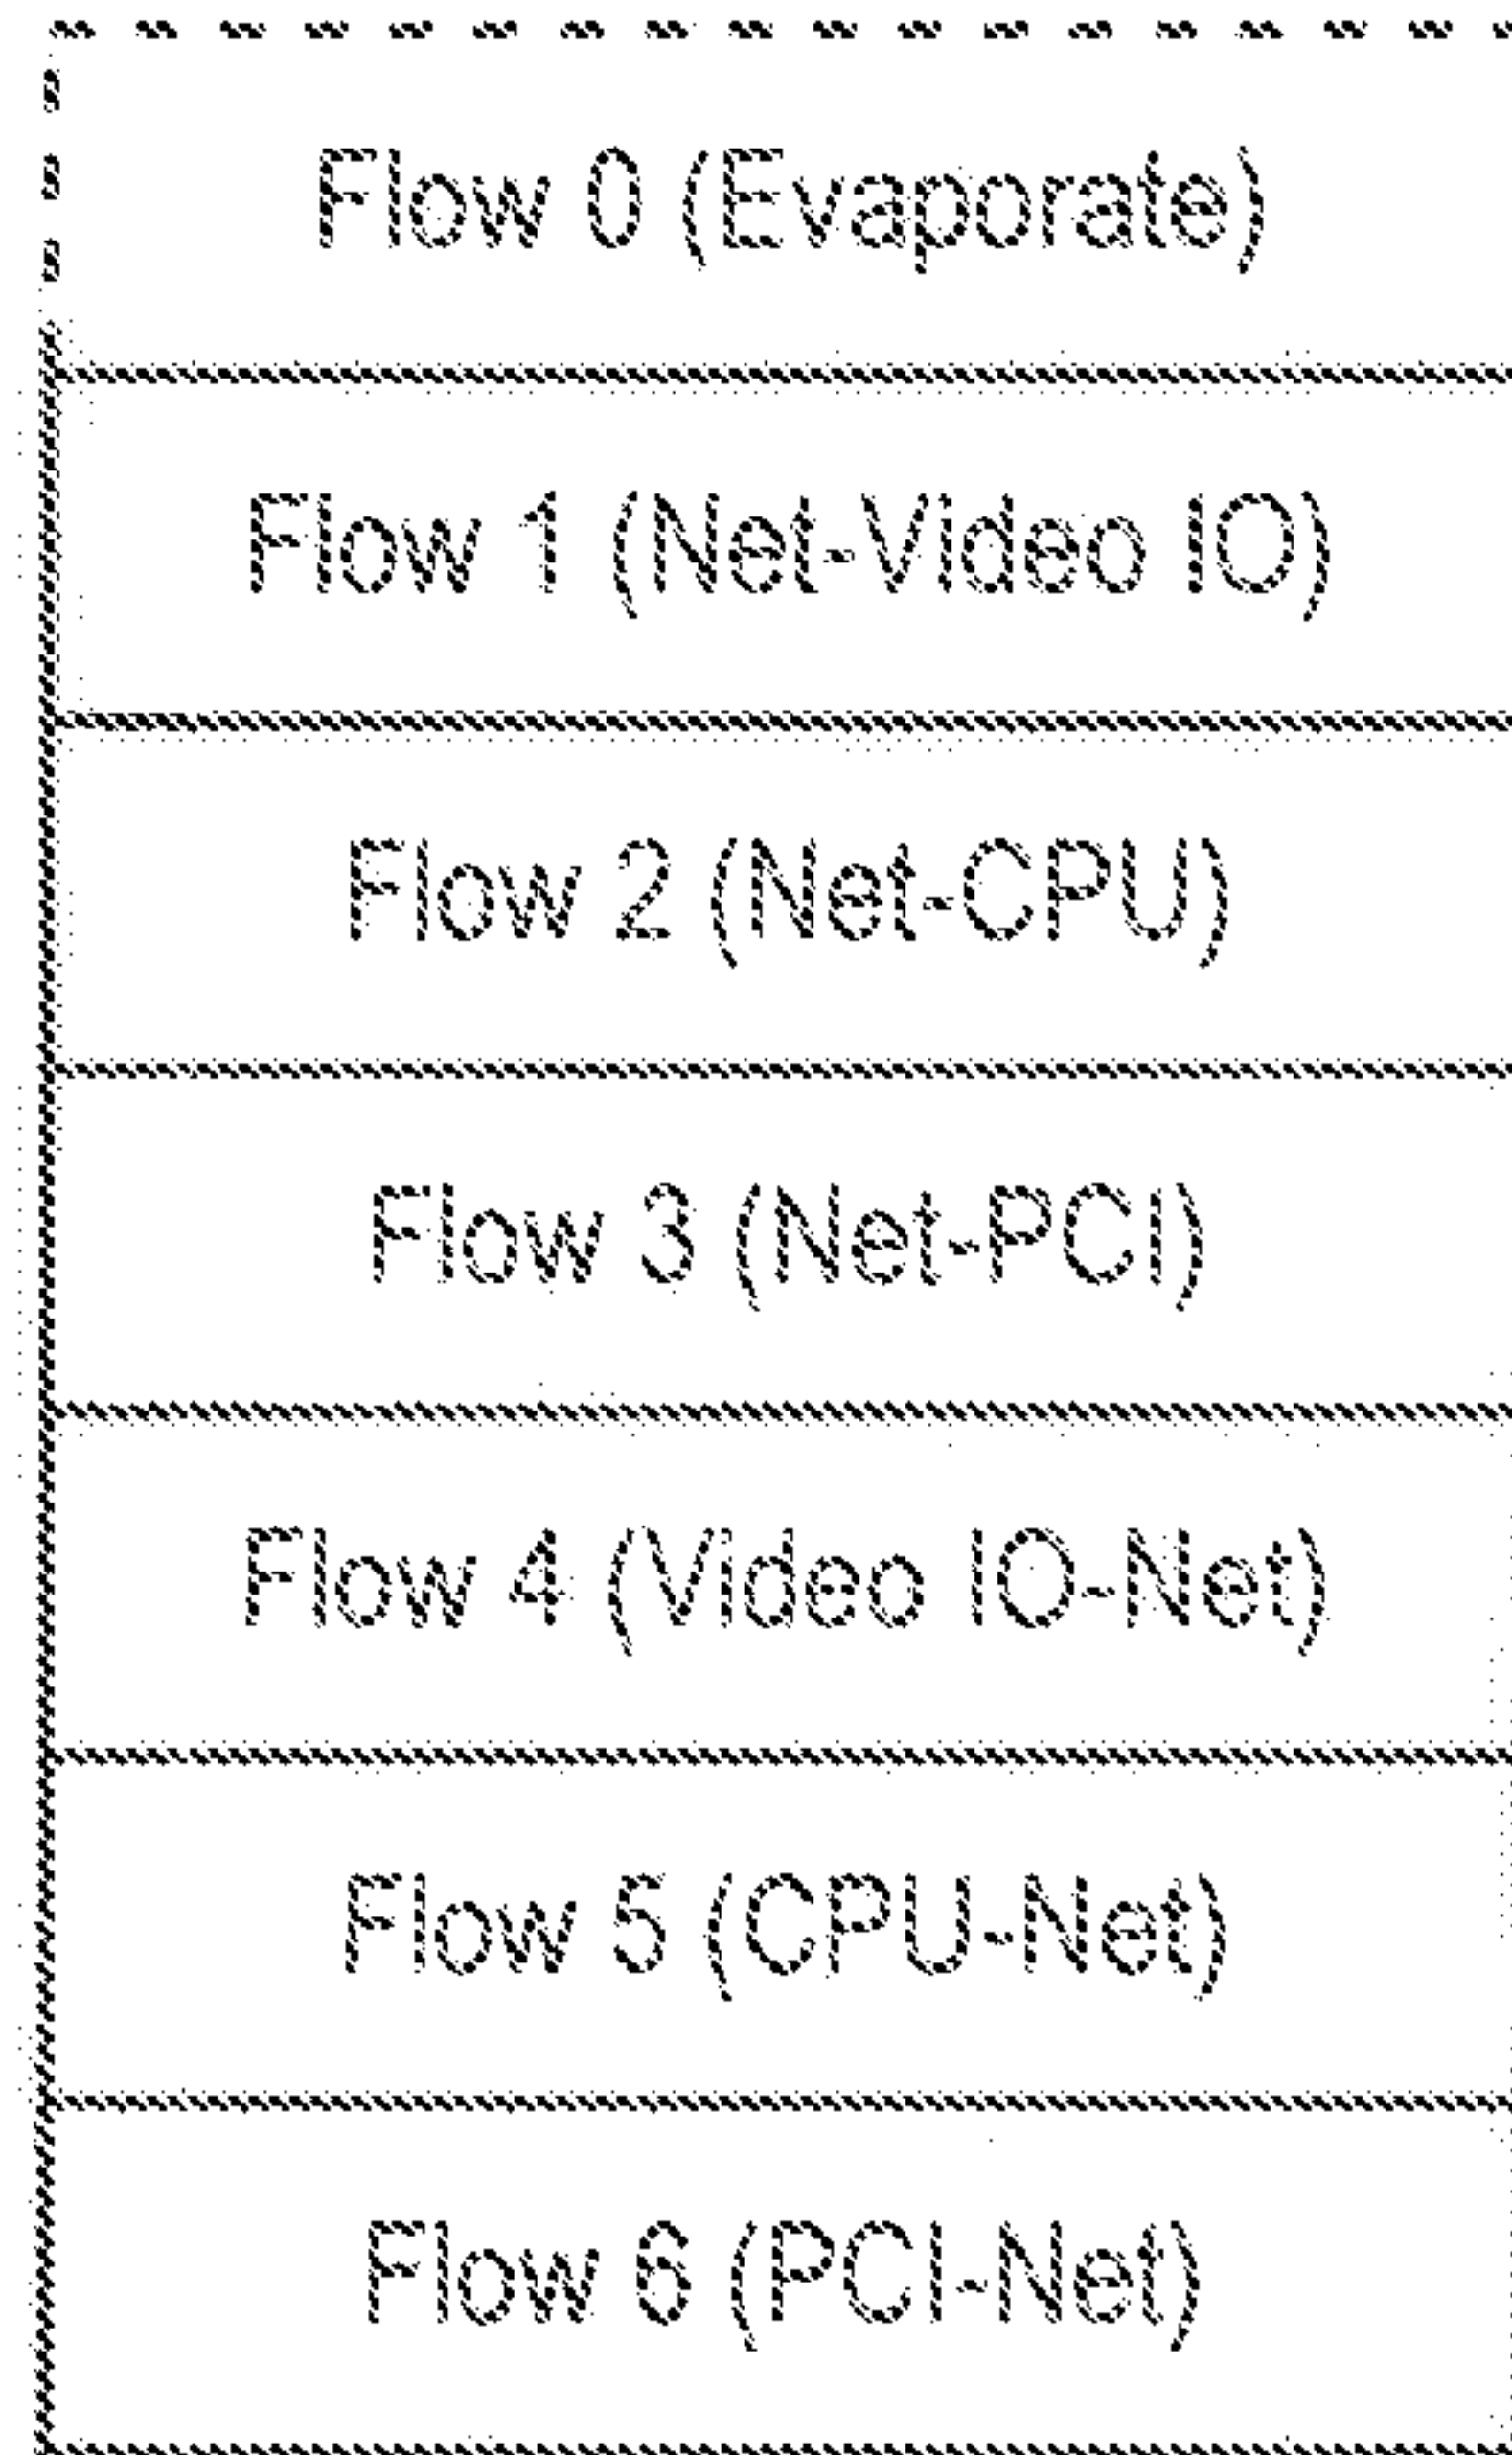 Flow 0 (Evaporate)
Flow 1 (Net-Video IO)
Flow 2 (Net-CPU)
Flow 3 (Net-PCI)
Flow 4 (Video IO-Net)
Flow 5 (CPU-Net)
Flow 6 (PCI-Net)